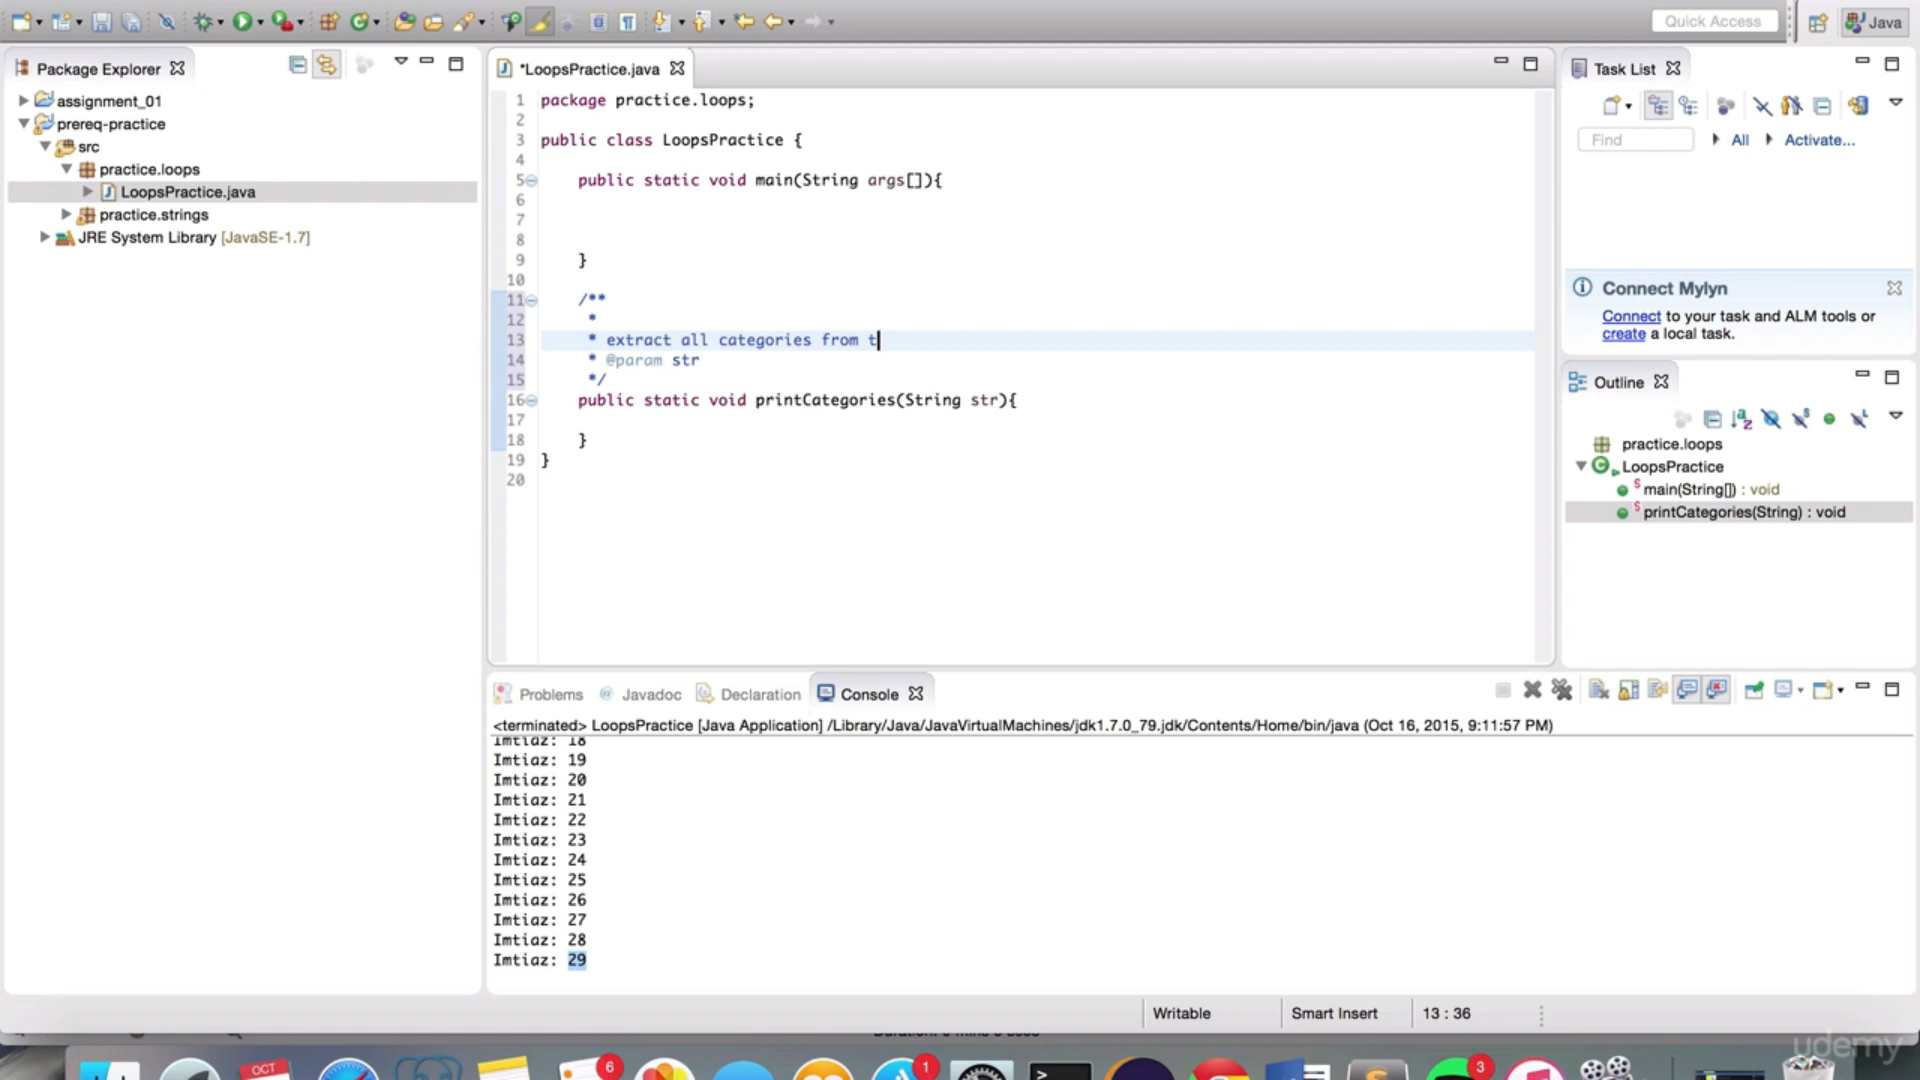 Quick Access
Java
Package Explorer
*LoopsPractice.java
Task List
assignment_01
prereq-practice
src
practice.loops
LoopsPractice.java
practice.strings
JRE System Library [JavaSE-1.7]
1 package practice.loops;
2
3 public class LoopsPractice {
4
5 public static void main(String args[]){
6
7
8
9 }
10
11 /**
12 *
13 * extract all categories from t
14 * @param str
15 */
16 public static void printCategories(String str){
17
18 }
19 }
20
Find
All
Activate...
Connect Mylyn
Connect to your task and ALM tools or
create a local task.
Outline
practice.loops
LoopsPractice
main(String[]) : void
printCategories(String) : void
Problems
Javadoc
Declaration
Console
<terminated> LoopsPractice [Java Application] /Library/Java/JavaVirtualMachines/jdk1.7.0_79.jdk/Contents/Home/bin/java (Oct 16, 2015, 9:11:57 PM)
Imtiaz: 18
Imtiaz: 19
Imtiaz: 20
Imtiaz: 21
Imtiaz: 22
Imtiaz: 23
Imtiaz: 24
Imtiaz: 25
Imtiaz: 26
Imtiaz: 27
Imtiaz: 28
Imtiaz: 29
Writable
Smart Insert
13 : 36
udemy
OCT
6
1
3